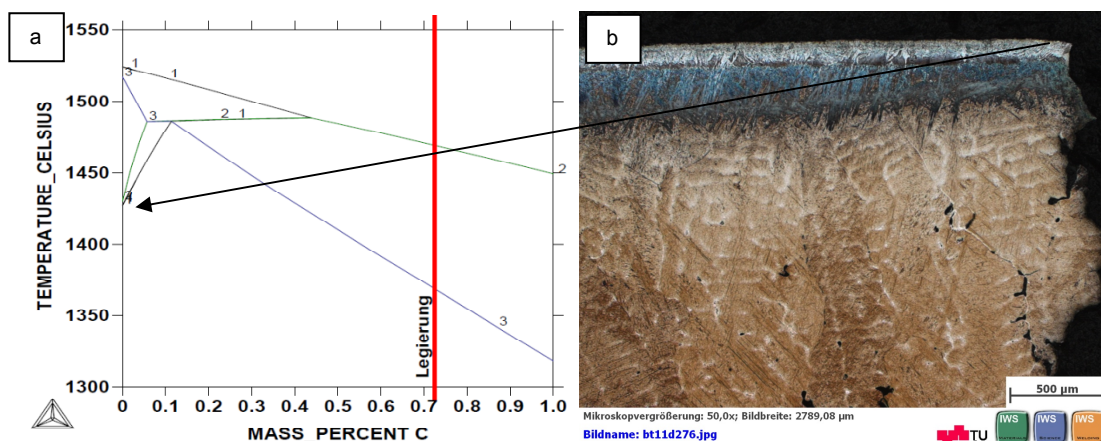 a
1550
1500
1450
1400
1350
1300
TEMPERATURE_CELSIUS
1
3
1
3
2 1
2
3
Legierung
0 0.1 0.2 0.3 0.4 0.5 0.6 0.7 0.8 0.9 1.0
MASS PERCENT C
b
500 µm
Mikroskopvergrößerung: 50,0x; Bildbreite: 2789,08 µm
Bildname: bt11d276.jpg
TU
IWS
IWS
IWS